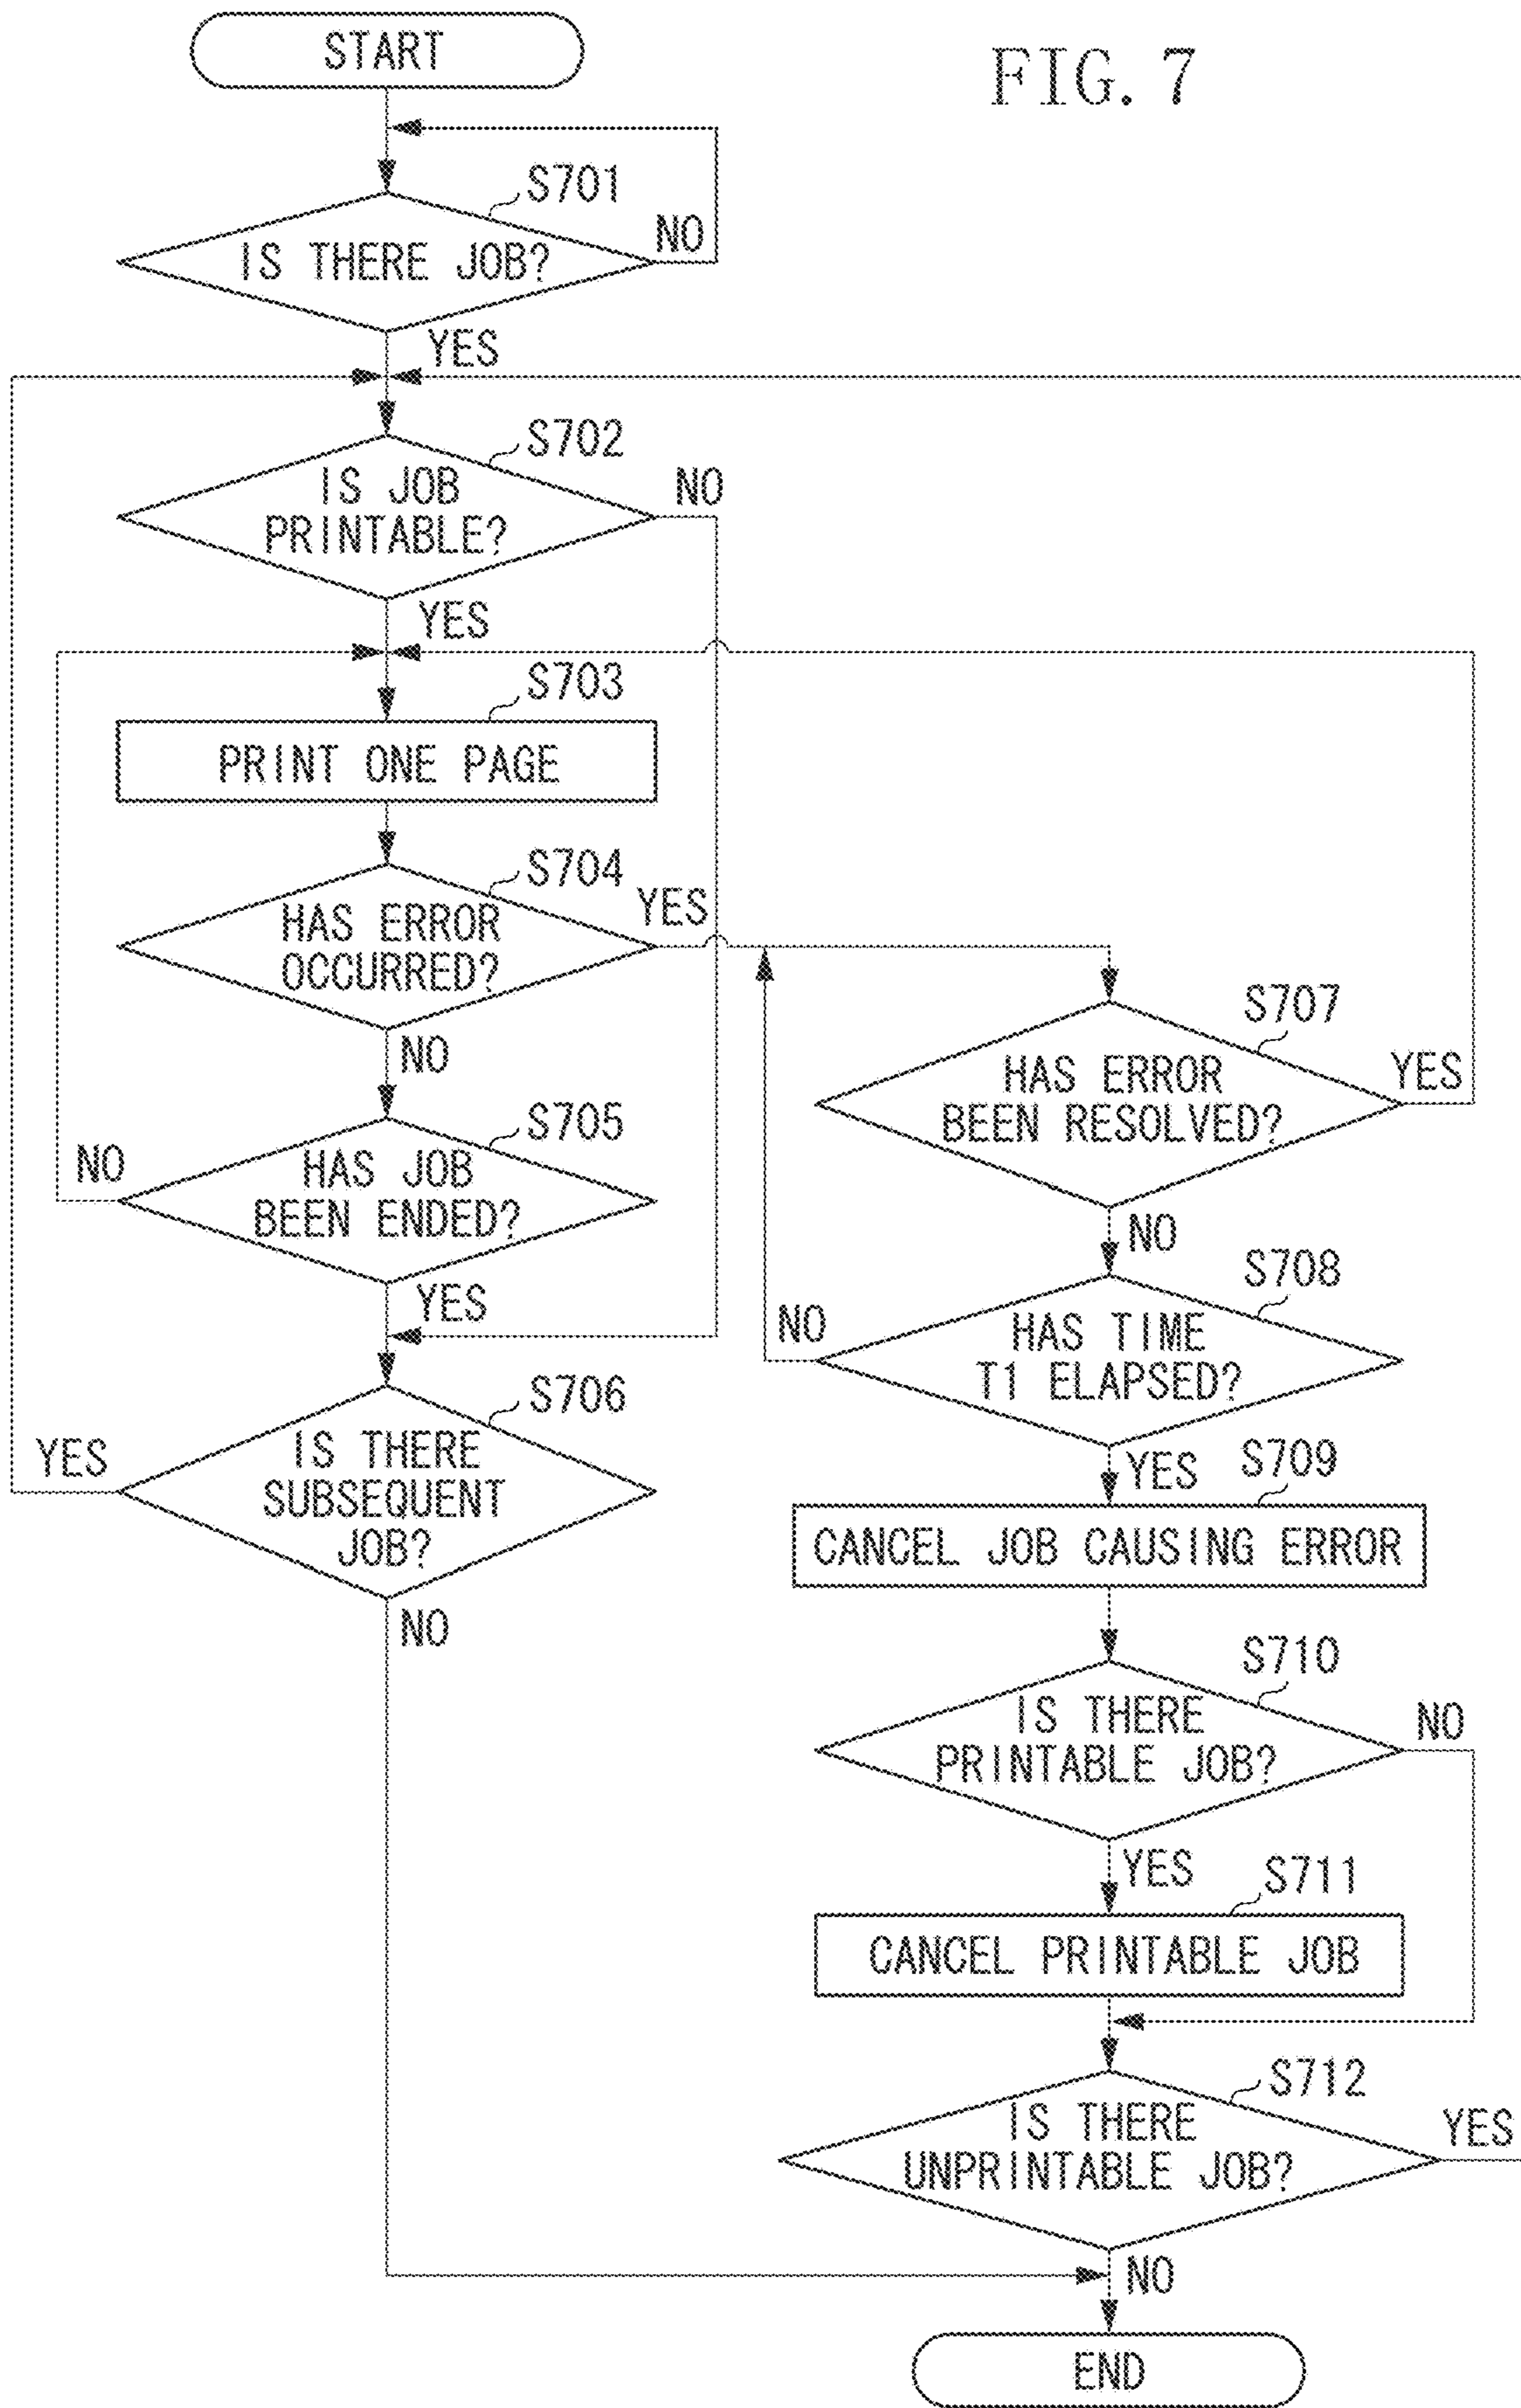 START
FIG. 7
S701
IS THERE JOB?
NO
YES
S702
IS JOB
PRINTABLE?
NO
YES
S703
PRINT ONE PAGE
S704
HAS ERROR
OCCURRED?
YES
NO
S705
HAS JOB
BEEN ENDED?
NO
YES
S706
IS THERE
SUBSEQUENT
JOB?
YES
NO
S707
HAS ERROR
BEEN RESOLVED?
YES
NO
S708
HAS TIME
T1 ELAPSED?
NO
YES
S709
CANCEL JOB CAUSING ERROR
S710
IS THERE
PRINTABLE JOB?
NO
YES
S711
CANCEL PRINTABLE JOB
S712
IS THERE
UNPRINTABLE JOB?
YES
NO
END